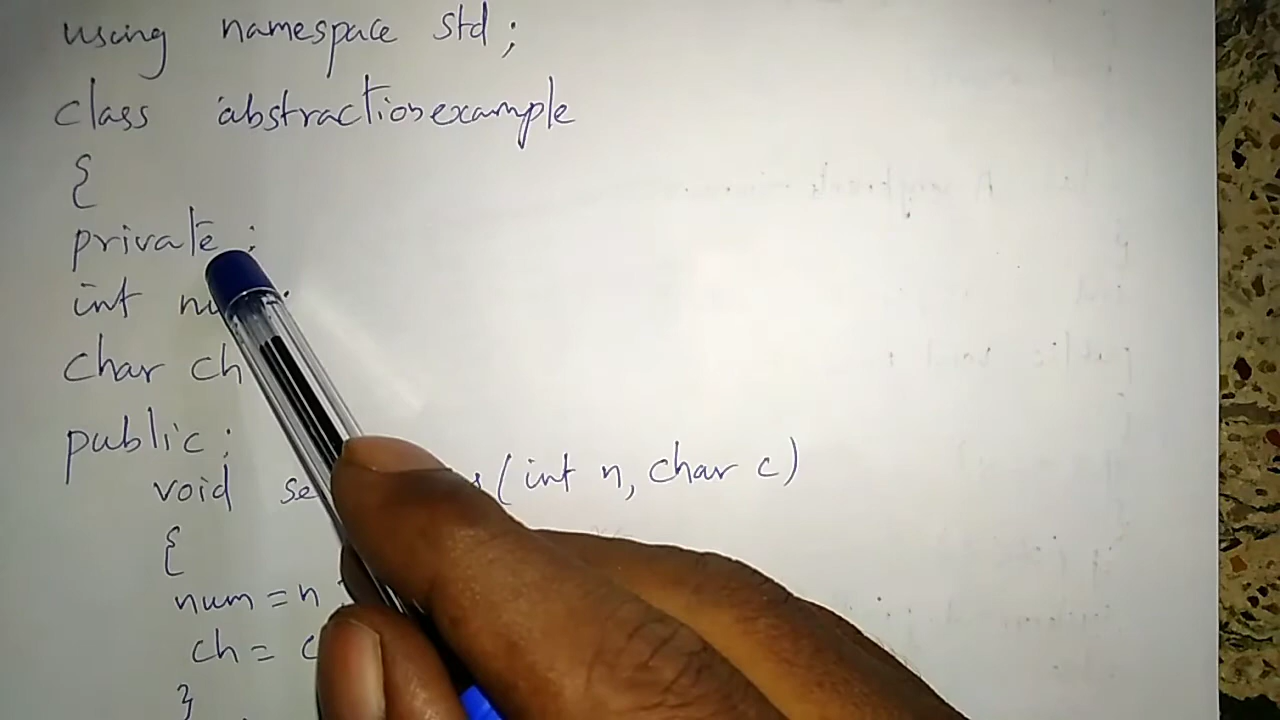 using namespace std;
class abstractionexample
{
private:
int
char ch
public:
void (int n, char c)
{
num = n
ch =
}